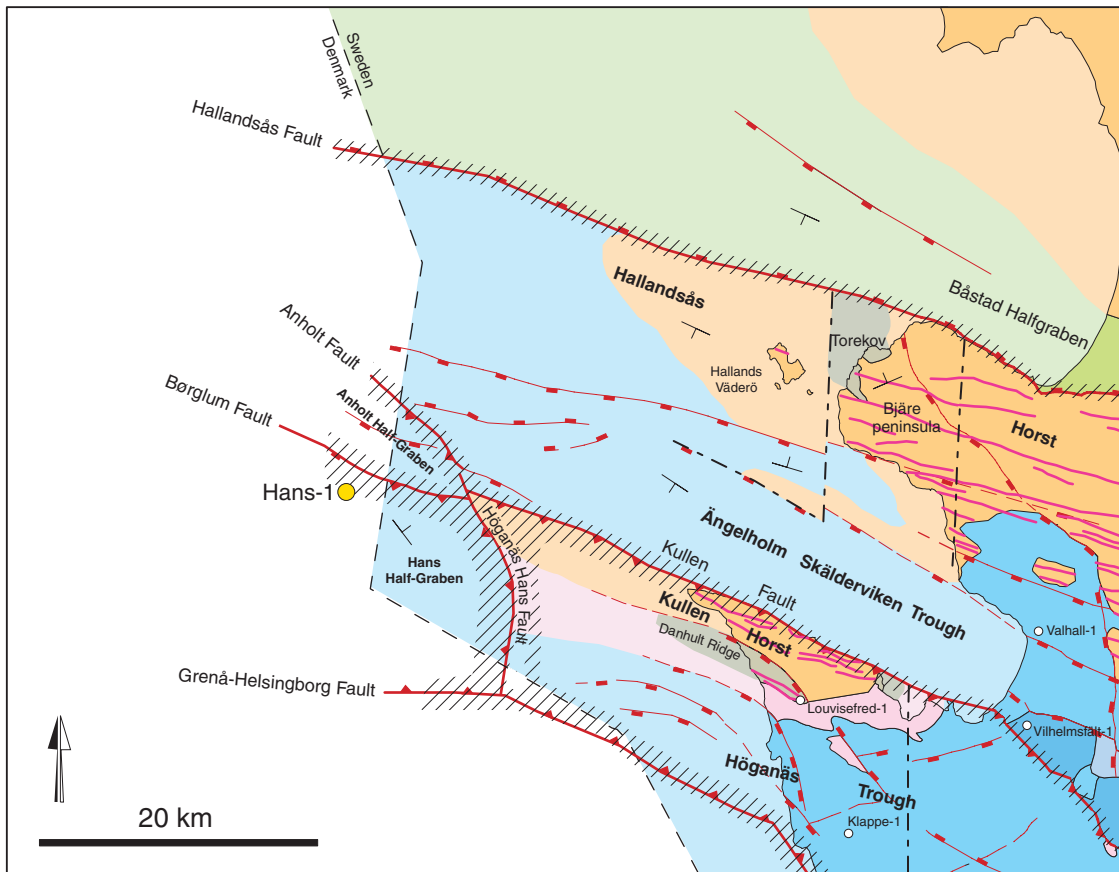 Sweden
Denmark
Hallandsås Fault
Hallandsås
Båstad Halfgraben
Torekov
Anholt Fault
Hallands
Väderö
Bjäre
peninsula
Horst
Børglum Fault
Anholt Half-Graben
Hans-1
Höganäs Hans Fault
Ängelholm Skälderviken Trough
Kullen
Fault
Hans
Half-Graben
Kullen
Horst
Danhult Ridge
Valhall-1
Grenå-Helsingborg Fault
Louvisefred-1
Vilhelmsfält-1
Höganäs
Trough
Klappe-1
20 km